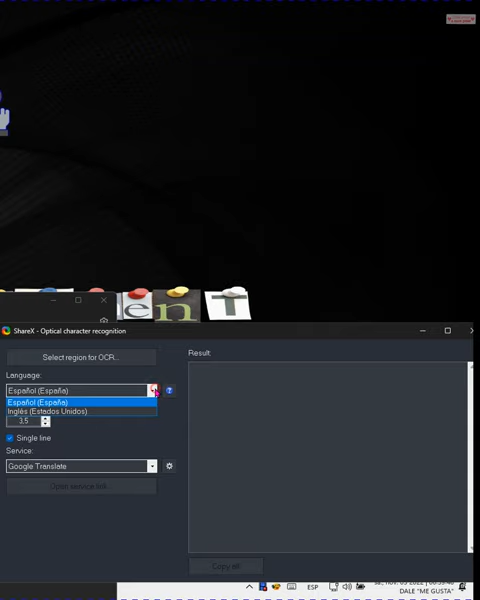 en T
ShareX - Optical character recognition
Select region for OCR...
Result
Language:
Español (España)
Español (España)
Inglés (Estados Unidos)
3,5
Single line
Service:
Google Translate
Open service link...
Copy all
ESP
DALE "ME GUSTA"